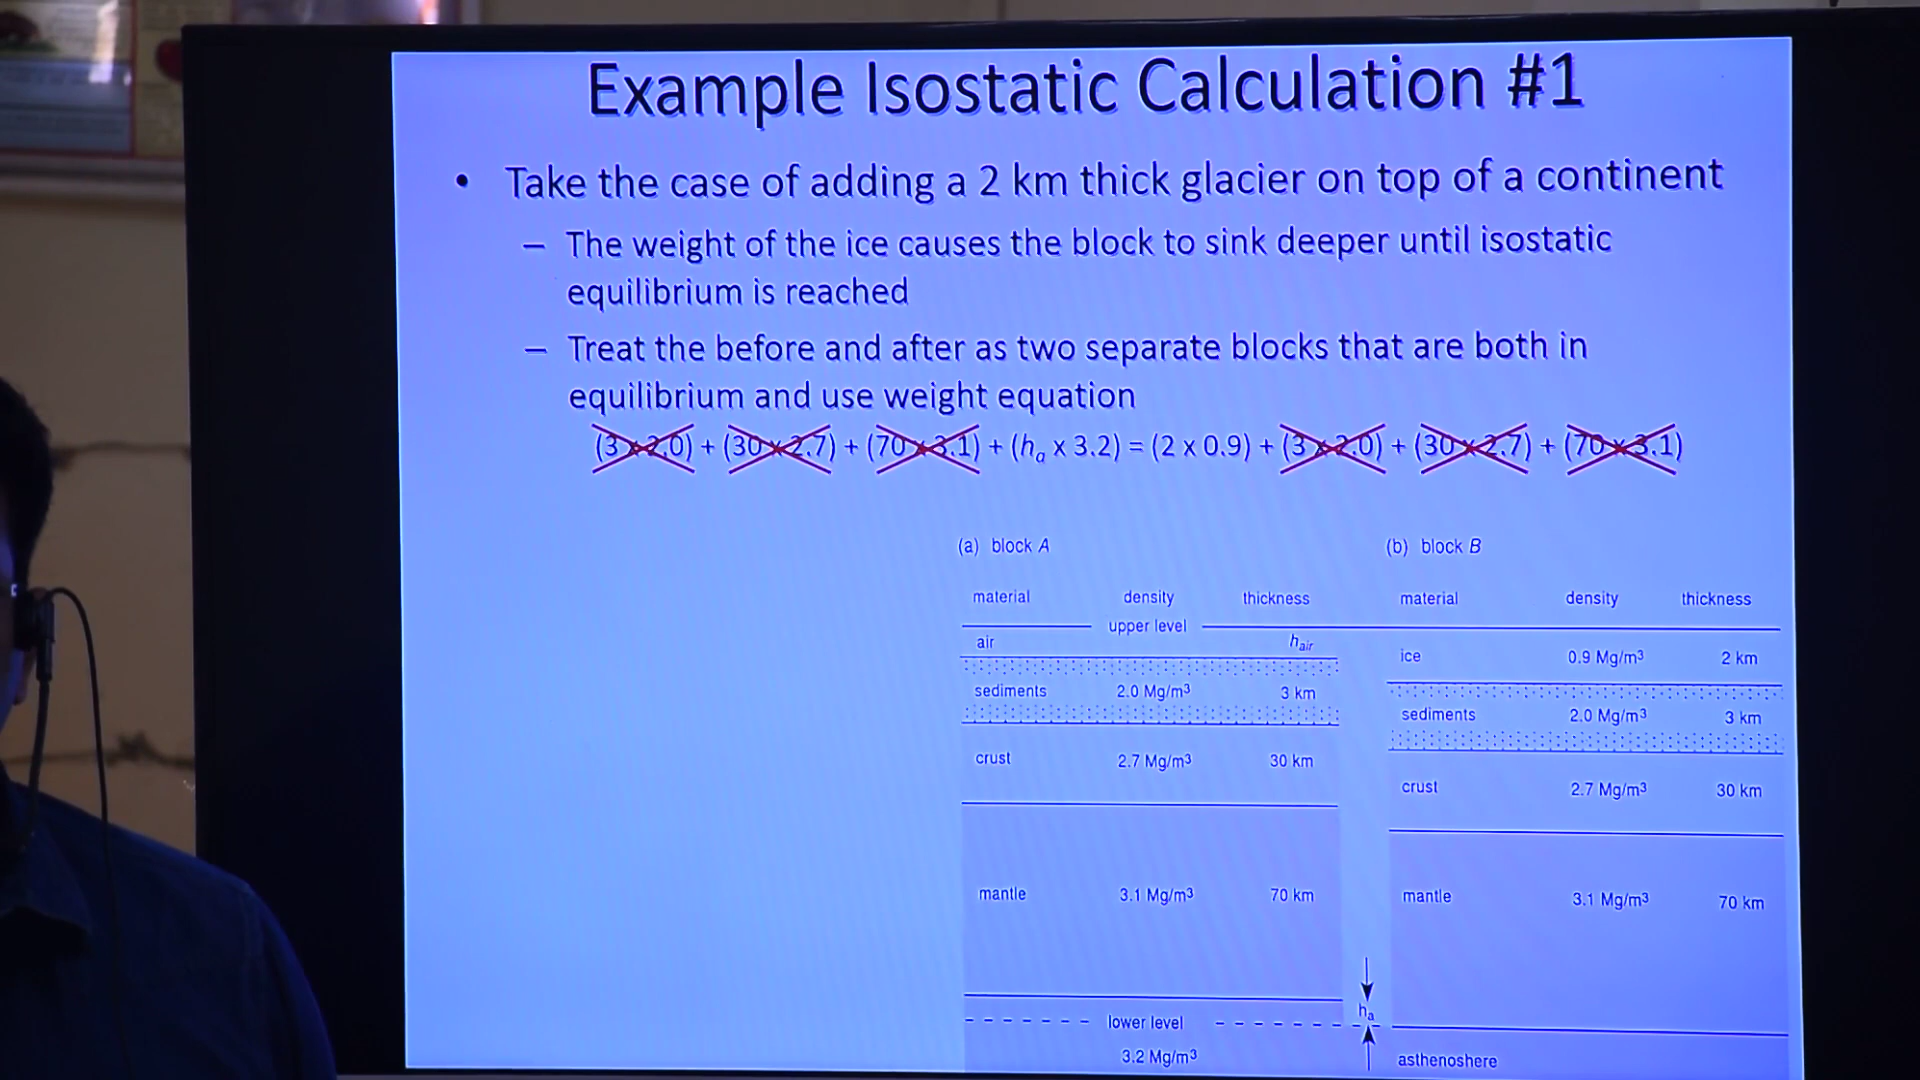 Example Isostatic Calculation #1
• Take the case of adding a 2 km thick glacier on top of a continent
– The weight of the ice causes the block to sink deeper until isostatic
equilibrium is reached
– Treat the before and after as two separate blocks that are both in
equilibrium and use weight equation
(3 x 2.0) + (30 x 2.7) + (70 x 3.1) + (hₐ x 3.2) = (2 x 0.9) + (3 x 2.0) + (30 x 2.7) + (70 x 3.1)
(a) block A
material density thickness
upper level
air h_air
sediments 2.0 Mg/m³ 3 km
crust 2.7 Mg/m³ 30 km
mantle 3.1 Mg/m³ 70 km
lower level
3.2 Mg/m³
hₐ
(b) block B
material density thickness
ice 0.9 Mg/m³ 2 km
sediments 2.0 Mg/m³ 3 km
crust 2.7 Mg/m³ 30 km
mantle 3.1 Mg/m³ 70 km
asthenoshere